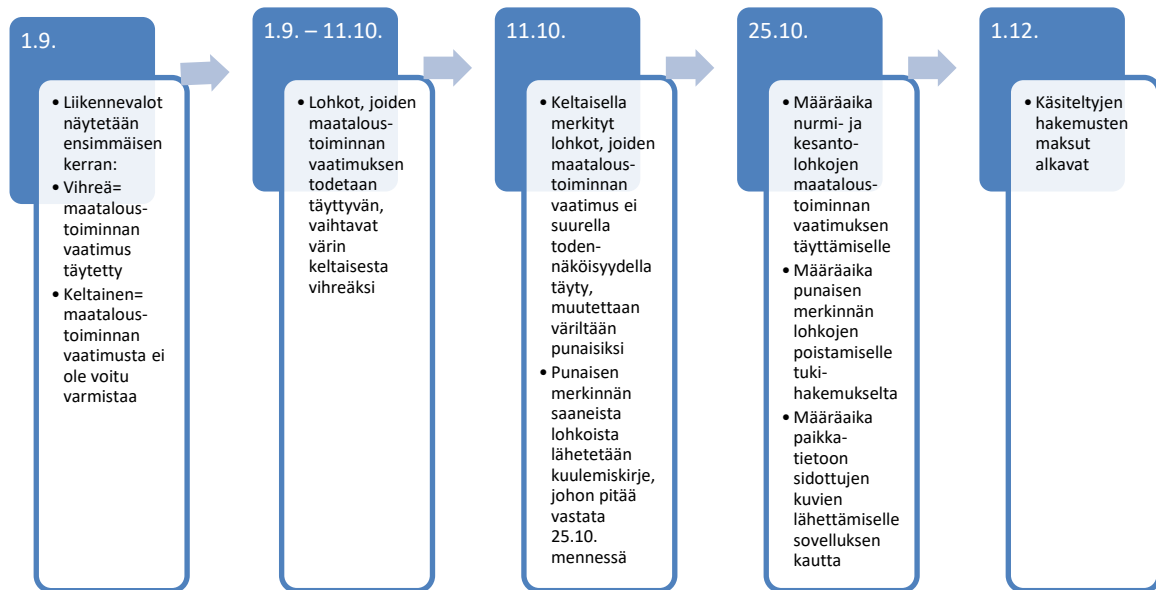 1.9.
• Liikennevalot
näytetään
ensimmäisen
kerran:
• Vihreä=
maatalous-
toiminnan
vaatimus
täytetty
• Keltainen=
maatalous-
toiminnan
vaatimusta ei
ole voitu
varmistaa
1.9. – 11.10.
• Lohkot, joiden
maatalous-
toiminnan
vaatimuksen
todetaan
täyttyvän,
vaihtavat
värin
keltaisesta
vihreäksi
11.10.
• Keltaisella
merkityt
lohkot, joiden
maatalous-
toiminnan
vaatimus ei
suurella
toden-
näköisyydella
täyty,
muutettaan
väriltään
punaisiksi
• Punaisen
merkinnän
saaneista
lohkoista
lähetetään
kuulemiskirje,
johon pitää
vastata
25.10.
mennessä
25.10.
• Määräaika
nurmi- ja
kesanto-
lohkojen
maatalous-
toiminnan
vaatimuksen
täyttämiselle
• Määräaika
punaisen
merkinnän
lohkojen
poistamiselle
tuki-
hakemukselta
• Määräaika
paikka-
tietoon
sidottujen
kuvien
lähettämiselle
sovelluksen
kautta
1.12.
• Käsiteltyjen
hakemusten
maksut
alkavat